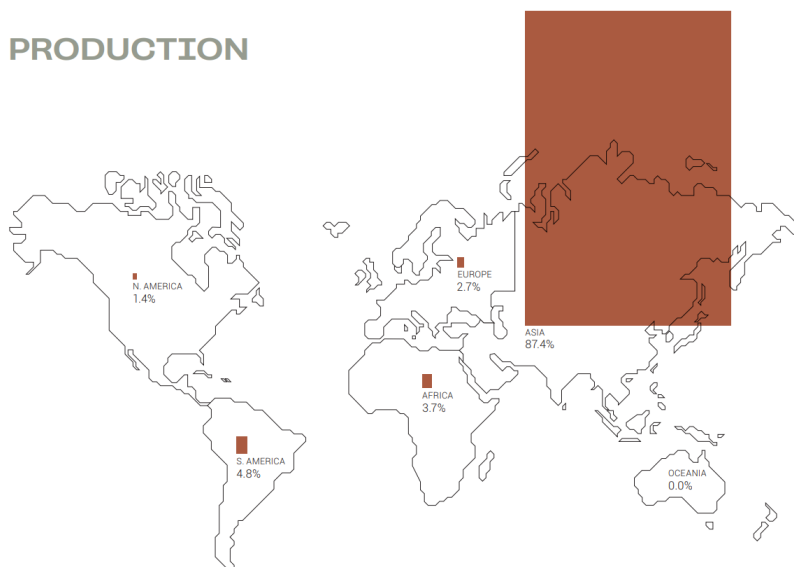 PRODUCTION
EUROPE
2.7%
N. AMERICA
1.4%
ASIA
87.4%
AFRICA
3.7%
S. AMERICA
4.8%
OCEANIA
0.0%